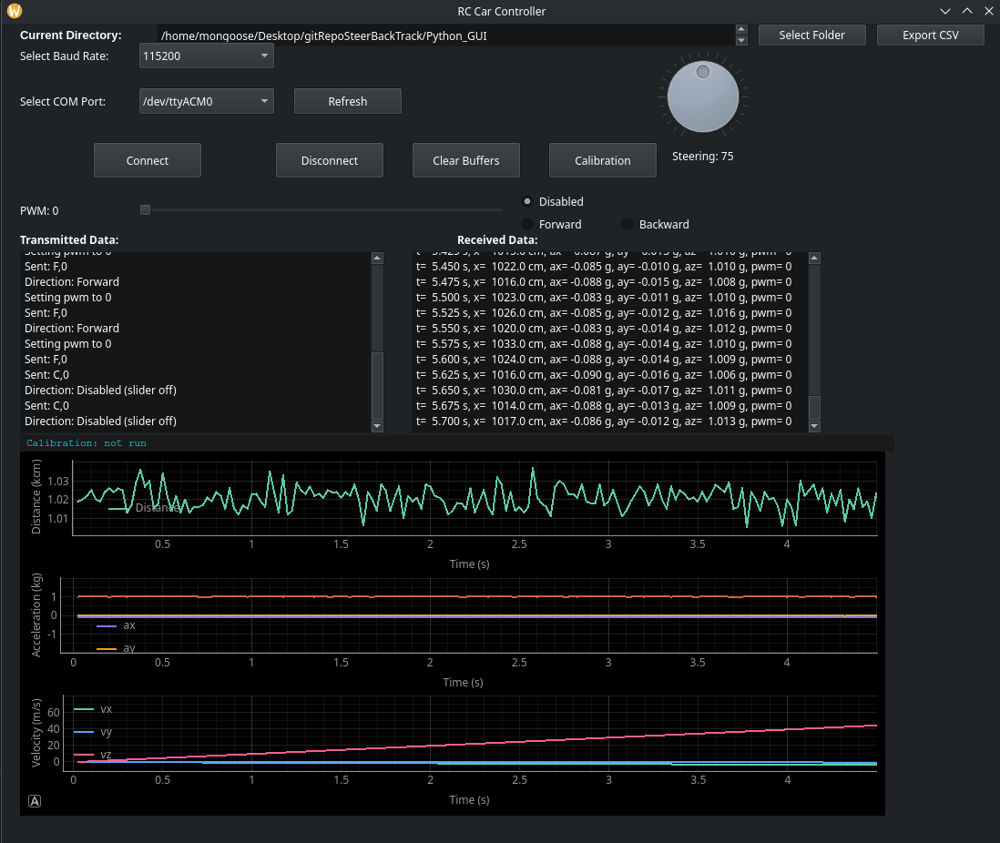 RC Car Controller
Current Directory: /home/mongoose/Desktop/gitRepoSteerBackTrack/Python_GUI Select Folder Export CSV
Select Baud Rate: 115200
Select COM Port: /dev/ttyACM0 Refresh
Connect Disconnect Clear Buffers Calibration Steering: 75
PWM: 0 Disabled
Forward Backward
Transmitted Data:
Setting pwm to 0
Sent: F,0
Direction: Forward
Setting pwm to 0
Sent: F,0
Direction: Forward
Setting pwm to 0
Sent: F,0
Sent: C,0
Direction: Disabled (slider off)
Sent: C,0
Direction: Disabled (slider off)
Received Data:
t= 5.450 s, x= 1022.0 cm, ax= -0.085 g, ay= -0.010 g, az= 1.010 g, pwm= 0
t= 5.475 s, x= 1016.0 cm, ax= -0.088 g, ay= -0.015 g, az= 1.008 g, pwm= 0
t= 5.500 s, x= 1023.0 cm, ax= -0.083 g, ay= -0.011 g, az= 1.010 g, pwm= 0
t= 5.525 s, x= 1026.0 cm, ax= -0.085 g, ay= -0.012 g, az= 1.016 g, pwm= 0
t= 5.550 s, x= 1020.0 cm, ax= -0.083 g, ay= -0.014 g, az= 1.012 g, pwm= 0
t= 5.575 s, x= 1033.0 cm, ax= -0.088 g, ay= -0.014 g, az= 1.010 g, pwm= 0
t= 5.600 s, x= 1024.0 cm, ax= -0.088 g, ay= -0.014 g, az= 1.009 g, pwm= 0
t= 5.625 s, x= 1016.0 cm, ax= -0.090 g, ay= -0.016 g, az= 1.006 g, pwm= 0
t= 5.650 s, x= 1030.0 cm, ax= -0.081 g, ay= -0.017 g, az= 1.011 g, pwm= 0
t= 5.675 s, x= 1014.0 cm, ax= -0.088 g, ay= -0.013 g, az= 1.009 g, pwm= 0
t= 5.700 s, x= 1017.0 cm, ax= -0.086 g, ay= -0.012 g, az= 1.013 g, pwm= 0
Calibration: not run
Distance (kcm)
1.03
1.02
1.01
Distance
0.5 1 1.5 2 2.5 3 3.5 4
Time (s)
Acceleration (kg)
1
0
-1
ax
ay
0 0.5 1 1.5 2 2.5 3 3.5 4
Time (s)
Velocity (m/s)
60
40
20
0
vx
vy
vz
0 0.5 1 1.5 2 2.5 3 3.5 4
Time (s)
A